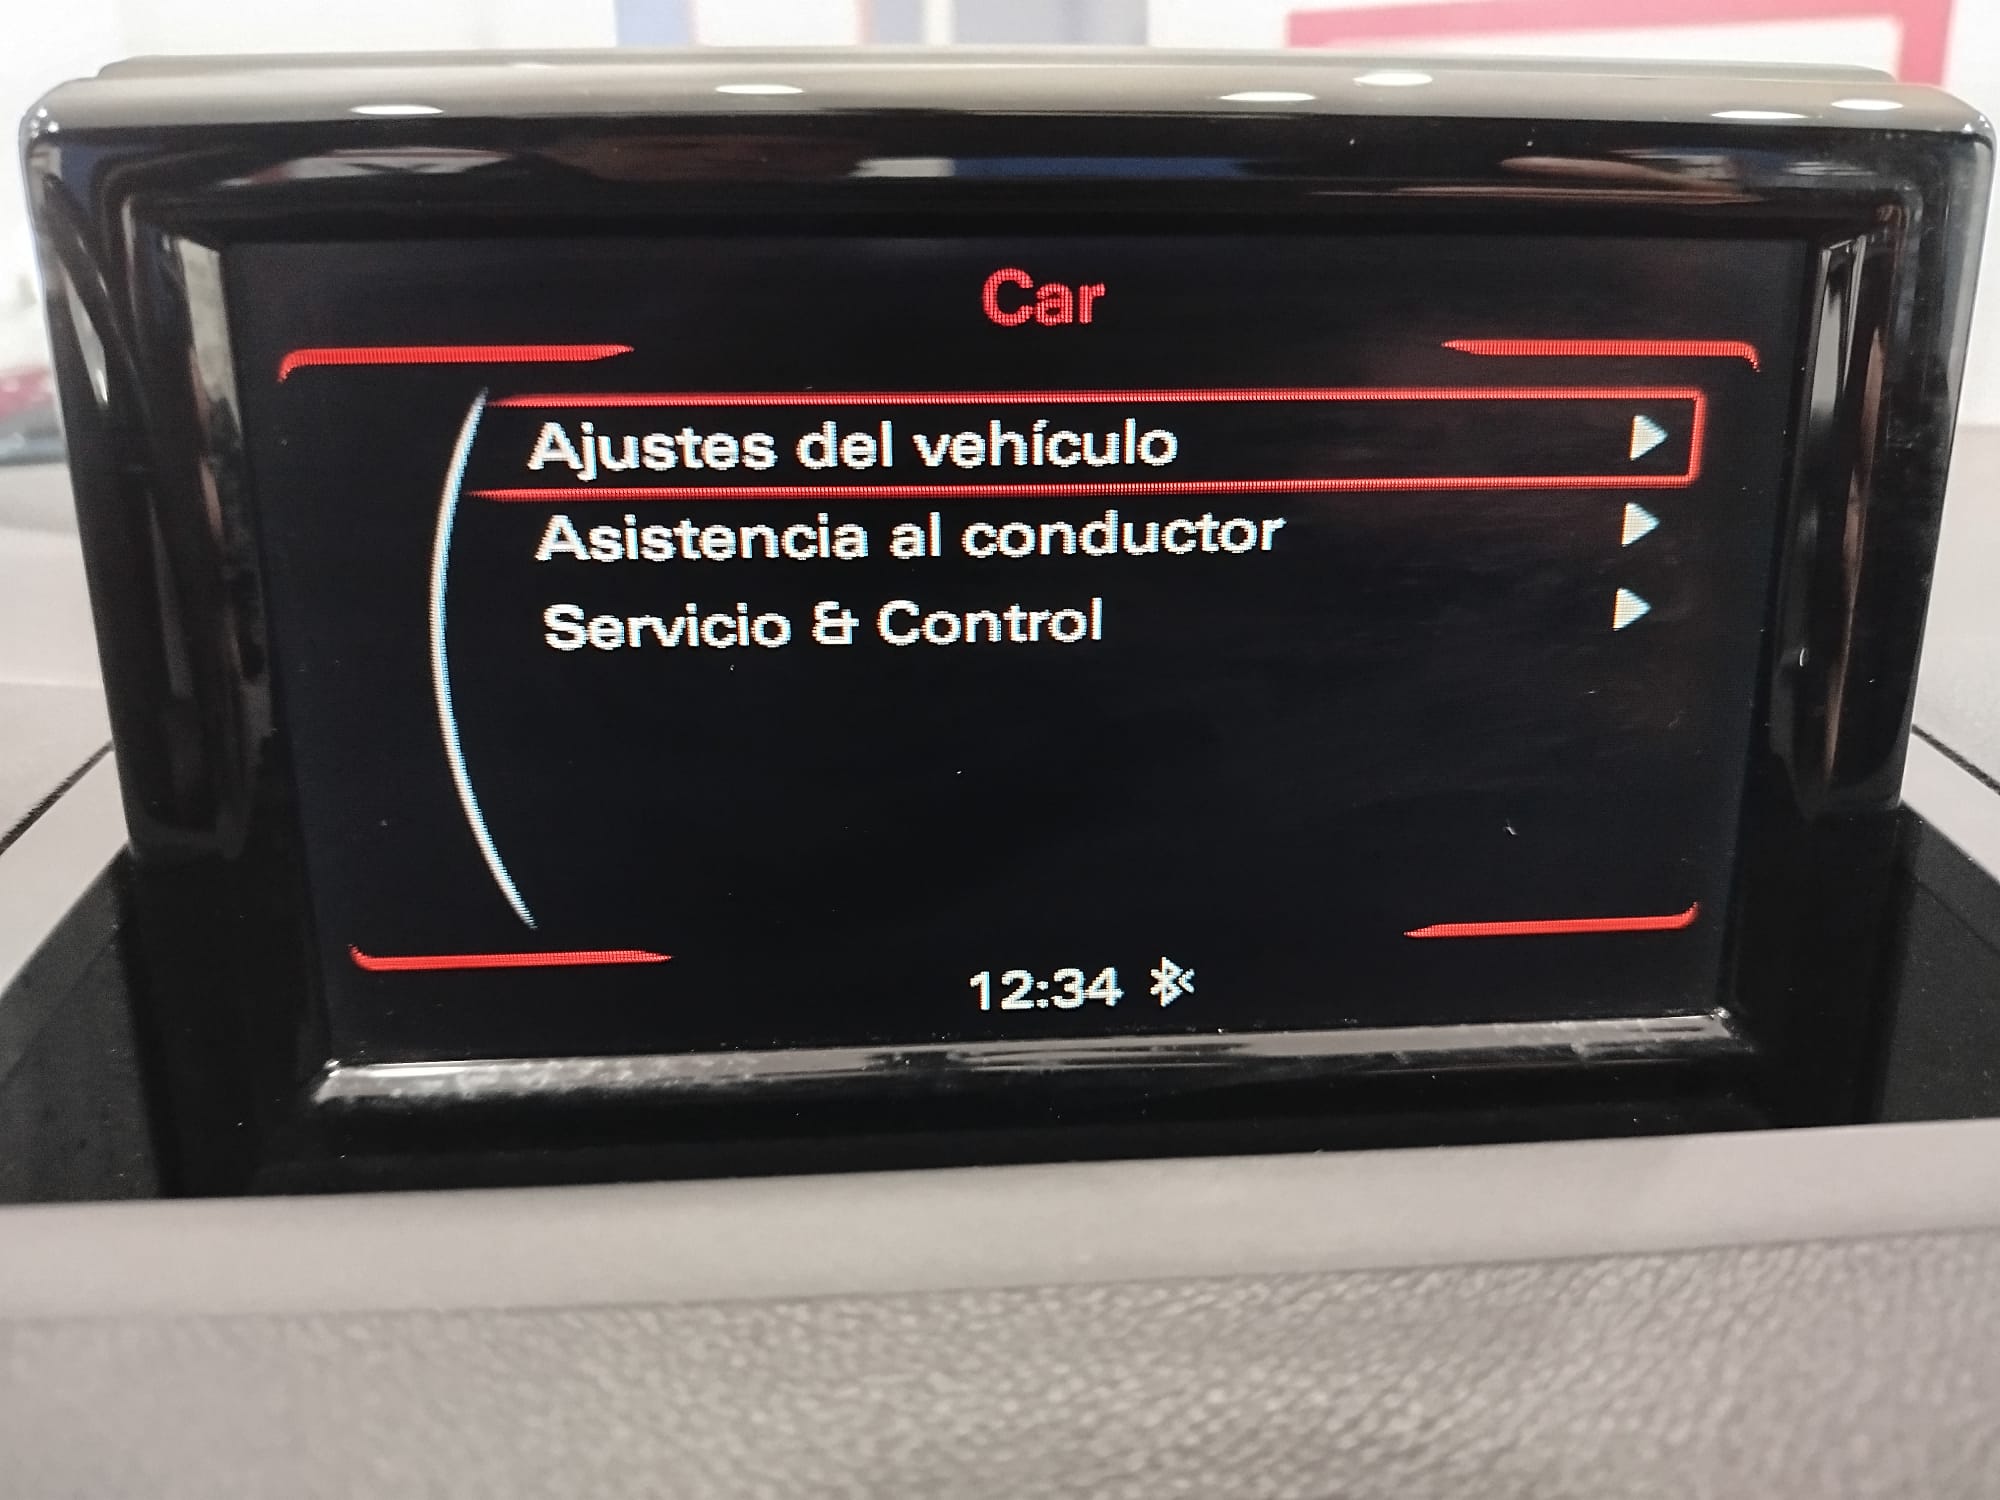 Car
Ajustes del vehículo
Asistencia al conductor
Servicio & Control
12:34